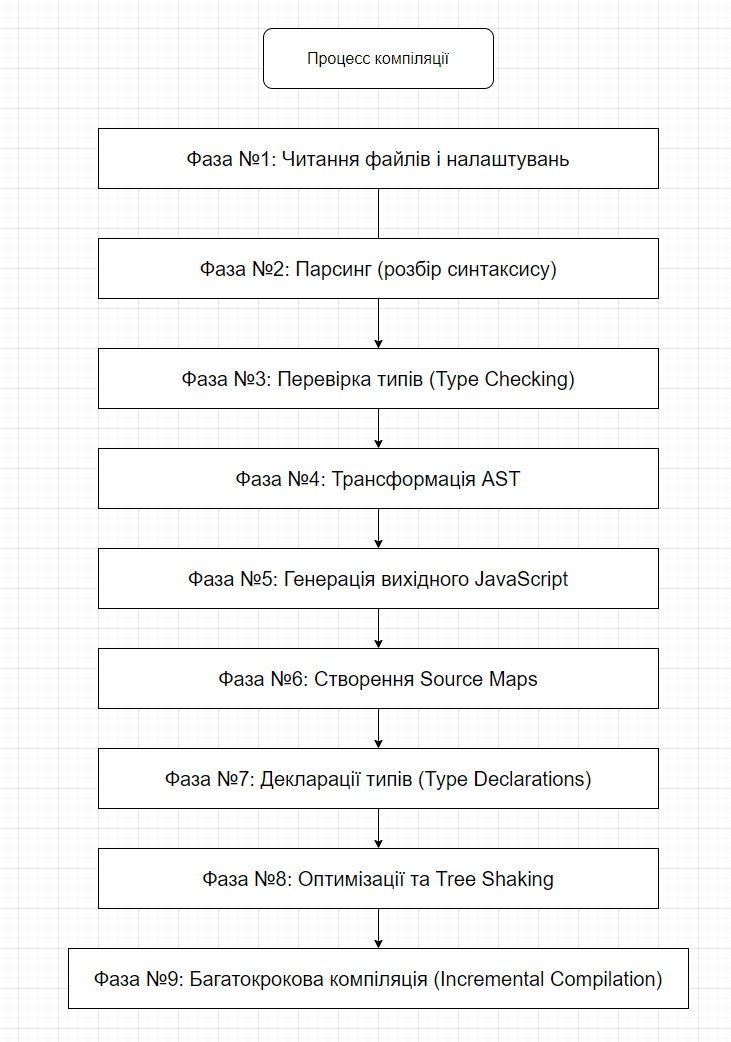 Процесс компіляції
Фаза №1: Читання файлів і налаштувань
Фаза №2: Парсинг (розбір синтаксису)
Фаза №3: Перевірка типів (Type Checking)
Фаза №4: Трансформація AST
Фаза №5: Генерація вихідного JavaScript
Фаза №6: Створення Source Maps
Фаза №7: Декларації типів (Type Declarations)
Фаза №8: Оптимізації та Tree Shaking
Фаза №9: Багатокрокова компіляція (Incremental Compilation)